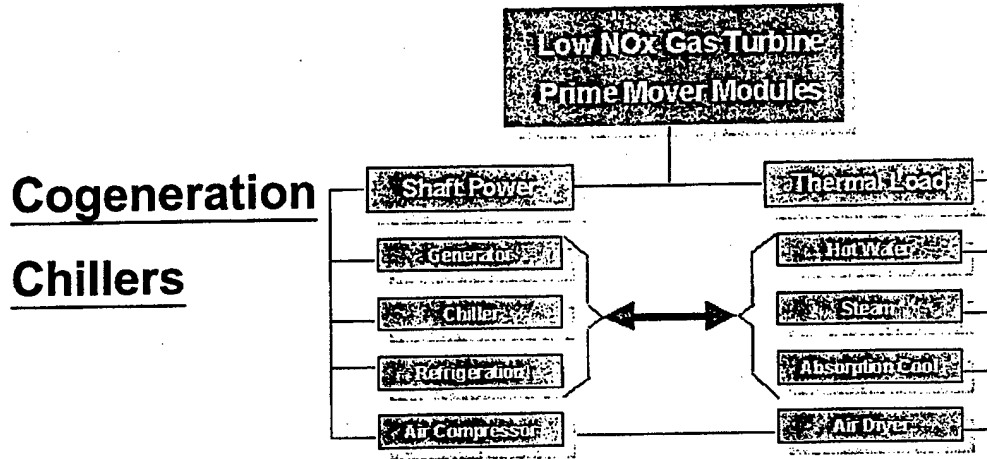 Low NOx Gas Turbine
Prime Mover Modules
Cogeneration
Chillers
Shaft Power
Thermal Load
Generator
Hot Water
Chiller
Steam
Refrigeration
Absorption Cool
Air Compressor
Air Dryer